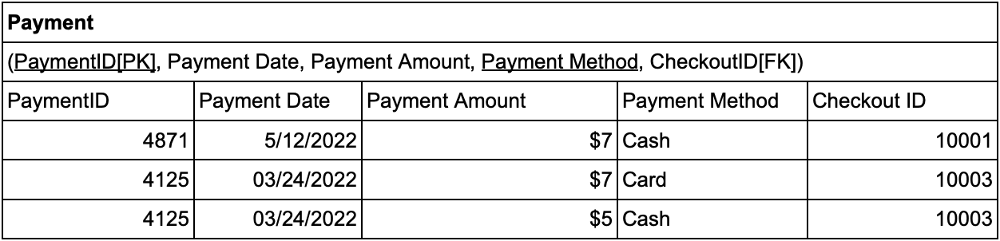 Payment
(PaymentID[PK], Payment Date, Payment Amount, Payment Method, CheckoutID[FK])
PaymentID Payment Date Payment Amount Payment Method Checkout ID
4871 5/12/2022 $7 Cash 10001
4125 03/24/2022 $7 Card 10003
4125 03/24/2022 $5 Cash 10003